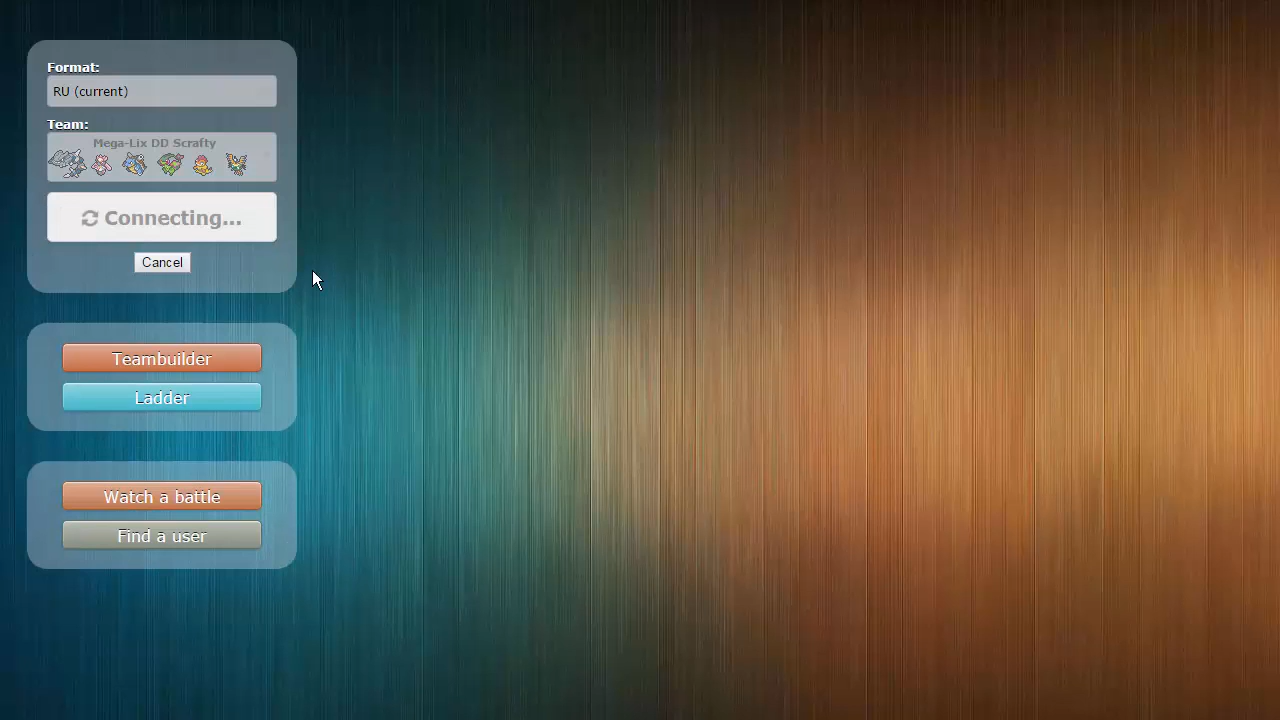 Format:
RU (current)
Team:
Mega-Lix DD Scrafty
Connecting...
Cancel
Teambuilder
Ladder
Watch a battle
Find a user